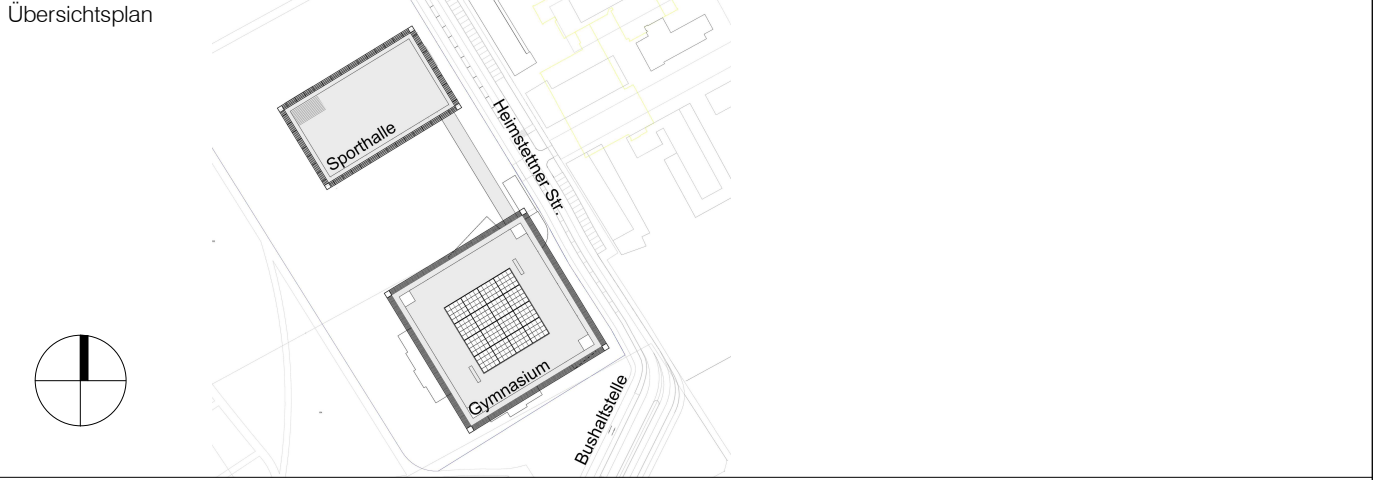 Übersichtsplan
Heimstettner Str.
Sporthalle
Gymnasium
Bushaltstelle